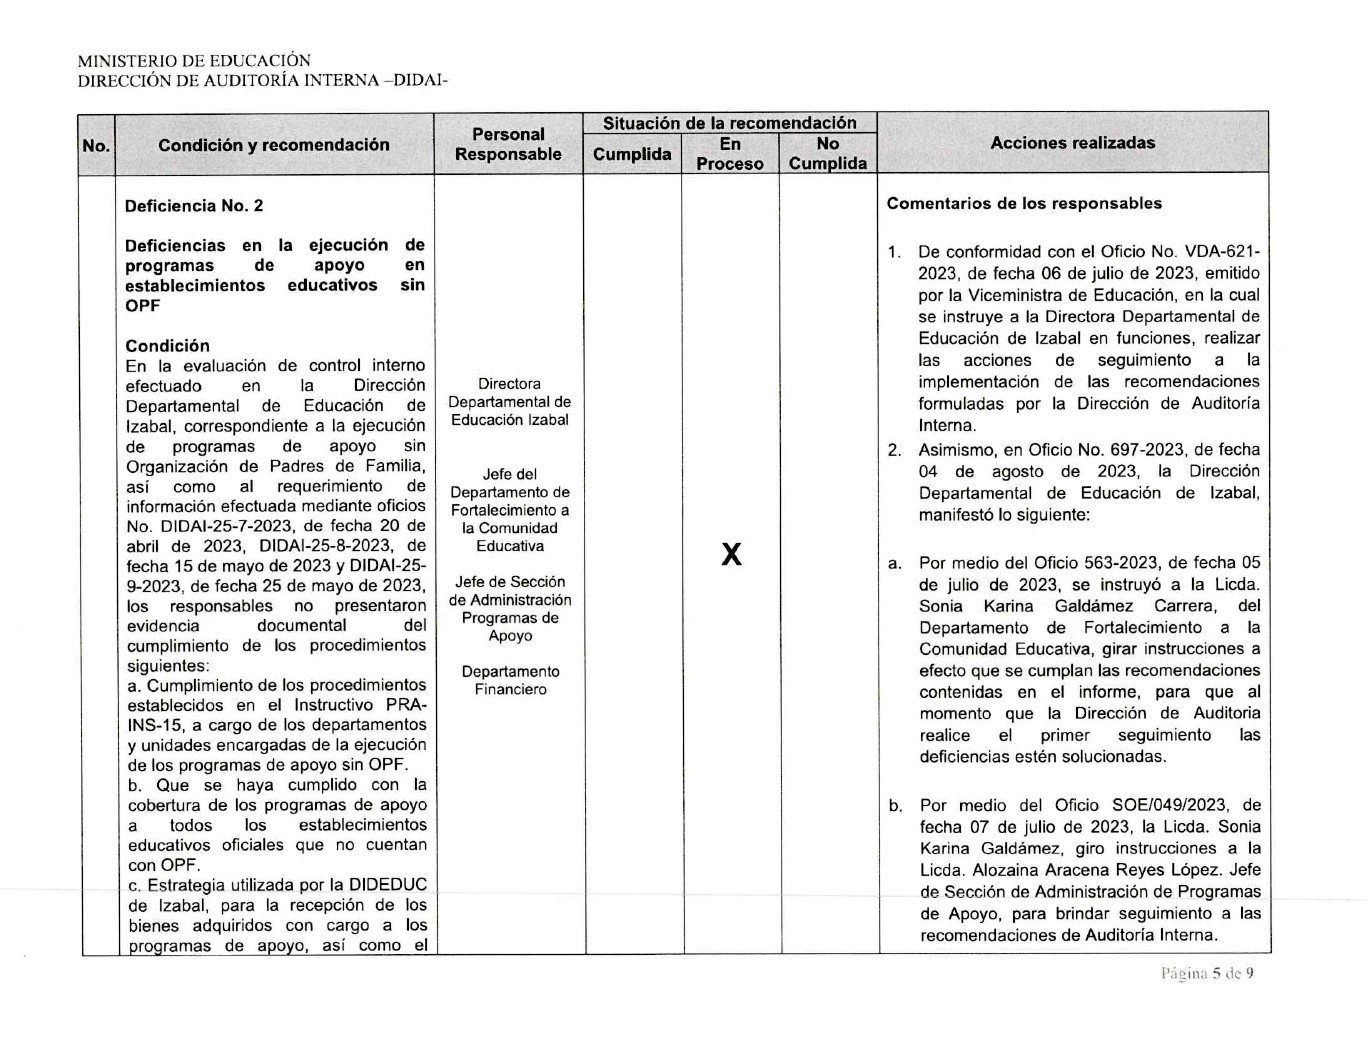 MINISTERIO DE EDUCACIÓN
DIRECCIÓN DE AUDITORÍA INTERNA –DIDAI-
No.
Condición y recomendación
Personal
Responsable
Situación de la recomendación
Cumplida
En
Proceso
No
Cumplida
Acciones realizadas
Deficiencia No. 2
Deficiencias en la ejecución de
programas de apoyo en
establecimientos educativos sin
OPF
Condición
En la evaluación de control interno
efectuado en la Dirección
Departamental de Educación de
Izabal, correspondiente a la ejecución
de programas de apoyo sin
Organización de Padres de Familia,
así como al requerimiento de
información efectuada mediante oficios
No. DIDAI-25-7-2023, de fecha 20 de
abril de 2023, DIDAI-25-8-2023, de
fecha 15 de mayo de 2023 y DIDAI-25-
9-2023, de fecha 25 de mayo de 2023,
los responsables no presentaron
evidencia documental del
cumplimiento de los procedimientos
siguientes:
a. Cumplimiento de los procedimientos
establecidos en el Instructivo PRA-
INS-15, a cargo de los departamentos
y unidades encargadas de la ejecución
de los programas de apoyo sin OPF.
b. Que se haya cumplido con la
cobertura de los programas de apoyo
a todos los establecimientos
educativos oficiales que no cuentan
con OPF.
c. Estrategia utilizada por la DIDEDUC
de Izabal, para la recepción de los
bienes adquiridos con cargo a los
programas de apoyo, así como el
Directora
Departamental de
Educación Izabal
Jefe del
Departamento de
Fortalecimiento a
la Comunidad
Educativa
Jefe de Sección
de Administración
Programas de
Apoyo
Departamento
Financiero
X
Comentarios de los responsables
1. De conformidad con el Oficio No. VDA-621-
2023, de fecha 06 de julio de 2023, emitido
por la Viceministra de Educación, en la cual
se instruye a la Directora Departamental de
Educación de Izabal en funciones, realizar
las acciones de seguimiento a la
implementación de las recomendaciones
formuladas por la Dirección de Auditoría
Interna.
2. Asimismo, en Oficio No. 697-2023, de fecha
04 de agosto de 2023, la Dirección
Departamental de Educación de Izabal,
manifestó lo siguiente:
a. Por medio del Oficio 563-2023, de fecha 05
de julio de 2023, se instruyó a la Licda.
Sonia Karina Galdámez Carrera, del
Departamento de Fortalecimiento a la
Comunidad Educativa, girar instrucciones a
efecto que se cumplan las recomendaciones
contenidas en el informe, para que al
momento que la Dirección de Auditoria
realice el primer seguimiento las
deficiencias estén solucionadas.
b. Por medio del Oficio SOE/049/2023, de
fecha 07 de julio de 2023, la Licda. Sonia
Karina Galdámez, giro instrucciones a la
Licda. Alozaina Aracena Reyes López. Jefe
de Sección de Administración de Programas
de Apoyo, para brindar seguimiento a las
recomendaciones de Auditoría Interna.
Página 5 de 9